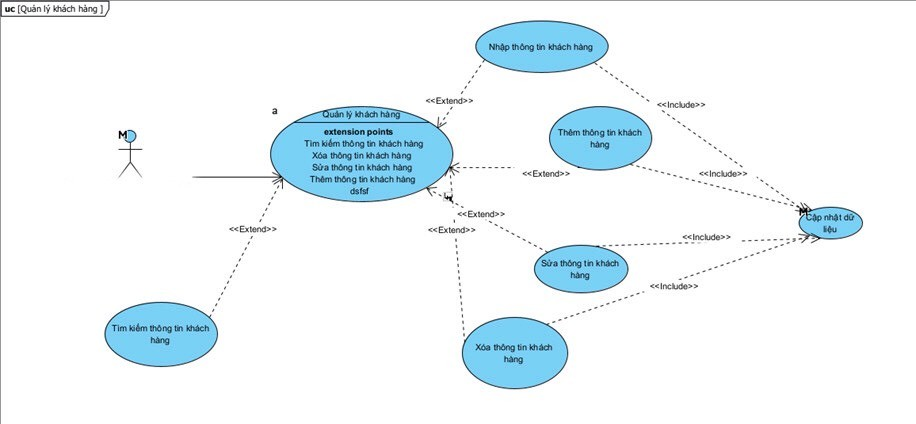 uc [Quản lý khách hàng ]
Nhập thông tin khách hàng
<<Extend>>
<<Include>>
a
Quản lý khách hàng
extension points
Tìm kiếm thông tin khách hàng
Xóa thông tin khách hàng
Sửa thông tin khách hàng
Thêm thông tin khách hàng
dsfsf
M
Thêm thông tin khách
hàng
<<Extend>>
<<Include>>
M
Cập nhật dữ
liệu
<<Extend>>
<<Extend>>
<<Extend>>
<<Include>>
Sửa thông tin khách
hàng
<<Include>>
Tìm kiếm thông tin khách
hàng
Xóa thông tin khách
hàng